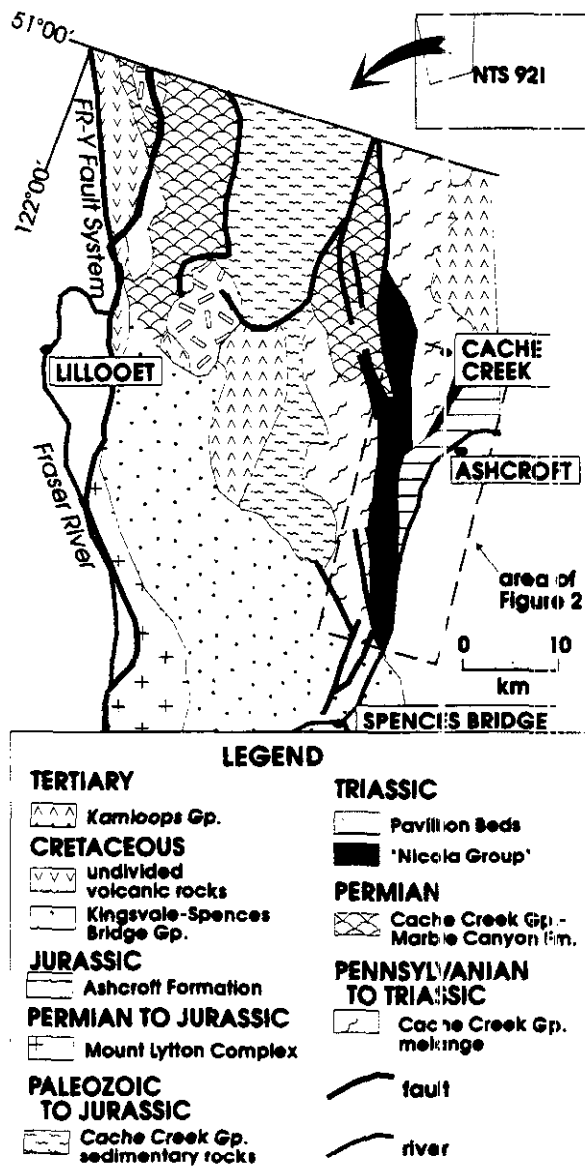 51°00′
NTS 92I
122°00′
FR-Y Fault System
LILLOOET
CACHE
CREEK
ASHCROFT
Fraser River
area of
Figure 2
0 10
km
SPENCES BRIDGE
LEGEND
TERTIARY
Kamloops Gp.
CRETACEOUS
undivided
volcanic rocks
Kingsvale-Spences
Bridge Gp.
JURASSIC
Ashcroft Formation
PERMIAN TO JURASSIC
Mount Lytton Complex
PALEOZOIC
TO JURASSIC
Cache Creek Gp.
sedimentary rocks
TRIASSIC
Pavilion Beds
'Nicola Group'
PERMIAN
Cache Creek Gp.-
Marble Canyon Fm.
PENNSYLVANIAN
TO TRIASSIC
Cache Creek Gp.
melange
fault
river